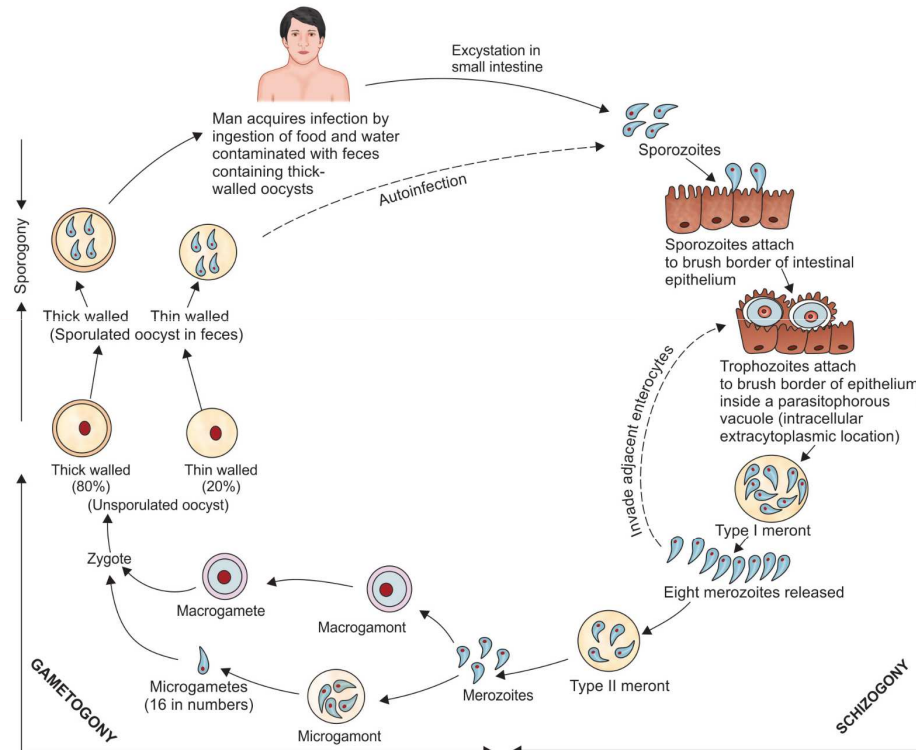 Excystation in
small intestine
Man acquires infection by
ingestion of food and water
contaminated with feces
containing thick-
walled oocysts
Sporozoites
Autoinfection
Sporogony
Sporozoites attach
to brush border of intestinal
epithelium
Thick walled
Thin walled
(Sporulated oocyst in feces)
Trophozoites attach
to brush border of epithelium
inside a parasitophorous
vacuole (intracellular
extracytoplasmic location)
Invade adjacent enterocytes
Thick walled
(80%)
Thin walled
(20%)
(Unsporulated oocyst)
Type I meront
Zygote
Eight merozoites released
Macrogamete
Macrogamont
Microgametes
(16 in numbers)
Microgamont
Merozoites
Type II meront
GAMETOGONY
SCHIZOGONY